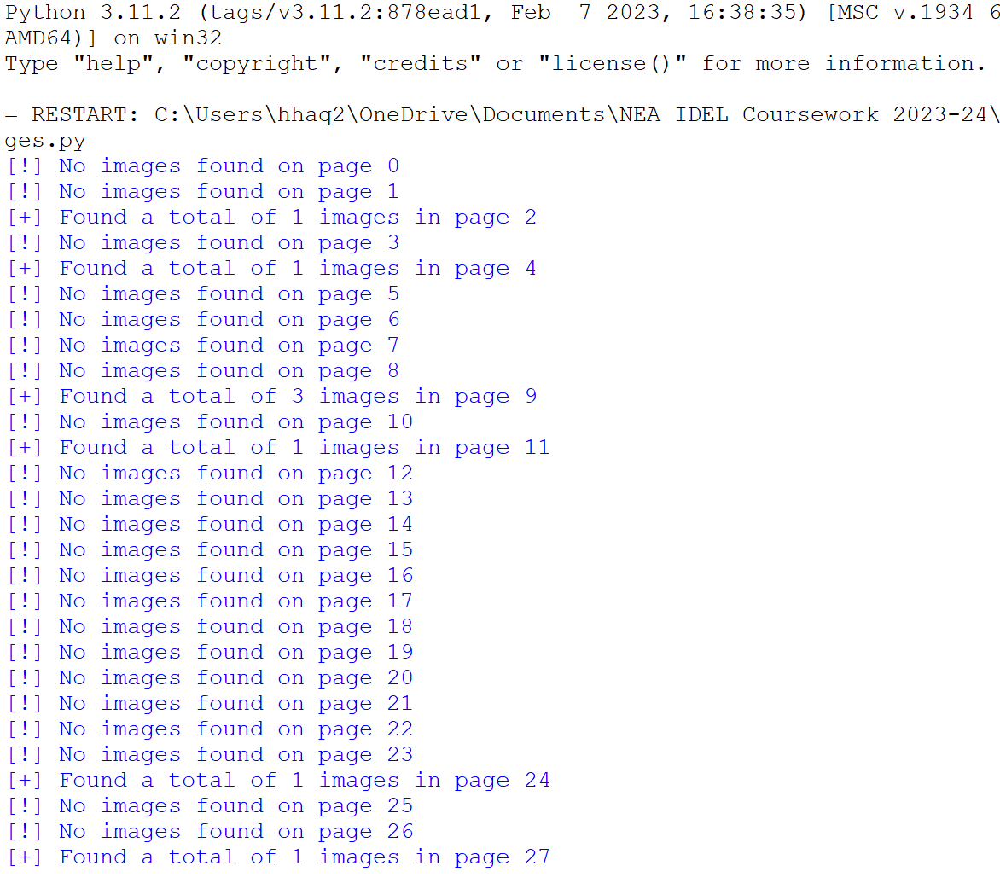 Python 3.11.2 (tags/v3.11.2:878ead1, Feb  7 2023, 16:38:35) [MSC v.1934 6
AMD64)] on win32
Type "help", "copyright", "credits" or "license()" for more information.
= RESTART: C:\Users\hhaq2\OneDrive\Documents\NEA IDEL Coursework 2023-24\
ges.py
[!] No images found on page 0
[!] No images found on page 1
[+] Found a total of 1 images in page 2
[!] No images found on page 3
[+] Found a total of 1 images in page 4
[!] No images found on page 5
[!] No images found on page 6
[!] No images found on page 7
[!] No images found on page 8
[+] Found a total of 3 images in page 9
[!] No images found on page 10
[+] Found a total of 1 images in page 11
[!] No images found on page 12
[!] No images found on page 13
[!] No images found on page 14
[!] No images found on page 15
[!] No images found on page 16
[!] No images found on page 17
[!] No images found on page 18
[!] No images found on page 19
[!] No images found on page 20
[!] No images found on page 21
[!] No images found on page 22
[!] No images found on page 23
[+] Found a total of 1 images in page 24
[!] No images found on page 25
[!] No images found on page 26
[+] Found a total of 1 images in page 27